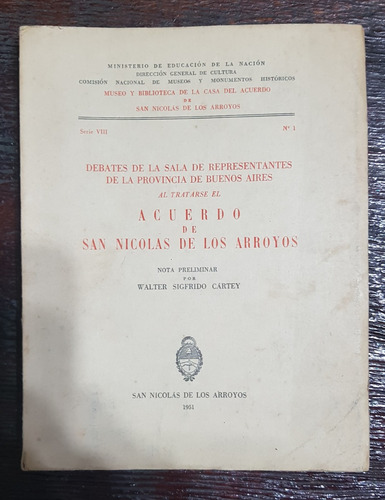 MINISTERIO DE EDUCACIÓN DE LA NACIÓN
DIRECCIÓN GENERAL DE CULTURA
COMISIÓN NACIONAL DE MUSEOS Y MONUMENTOS HISTÓRICOS
MUSEO Y BIBLIOTECA DE LA CASA DEL ACUERDO
DE
SAN NICOLAS DE LOS ARROYOS
Serie VIII Nº 1
DEBATES DE LA SALA DE REPRESENTANTES
DE LA PROVINCIA DE BUENOS AIRES
AL TRATARSE EL
ACUERDO
DE
SAN NICOLAS DE LOS ARROYOS
NOTA PRELIMINAR
POR
WALTER SIGFRIDO CÁRTEY
SAN NICOLÁS DE LOS ARROYOS
1951